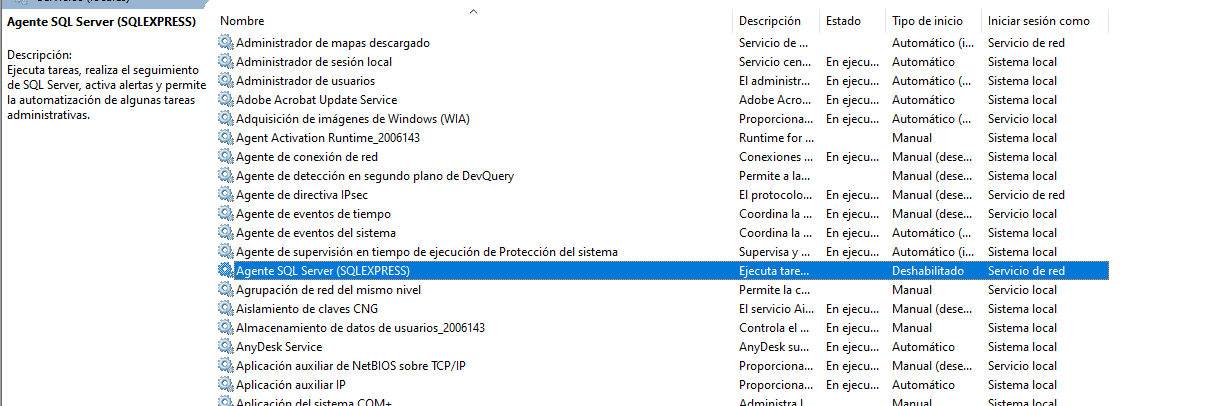 Agente SQL Server (SQLEXPRESS)
Descripción:
Ejecuta tareas, realiza el seguimiento
de SQL Server, activa alertas y permite
la automatización de algunas tareas
administrativas.
Nombre Descripción Estado Tipo de inicio Iniciar sesión como
Administrador de mapas descargado Servicio de ... Automático (i... Servicio de red
Administrador de sesión local Servicio cen... En ejecu... Automático Sistema local
Administrador de usuarios El administr... En ejecu... Automático (... Sistema local
Adobe Acrobat Update Service Adobe Acro... En ejecu... Automático Sistema local
Adquisición de imágenes de Windows (WIA) Proporciona... En ejecu... Automático (... Servicio local
Agent Activation Runtime_2006143 Runtime for ... Manual Sistema local
Agente de conexión de red Conexiones ... En ejecu... Manual (dese... Sistema local
Agente de detección en segundo plano de DevQuery Permite a la... Manual (dese... Sistema local
Agente de directiva IPsec El protocolo... En ejecu... Manual (dese... Servicio de red
Agente de eventos de tiempo Coordina la ... En ejecu... Manual (dese... Servicio local
Agente de eventos del sistema Coordina la ... En ejecu... Automático (... Sistema local
Agente de supervisión en tiempo de ejecución de Protección del sistema Supervisa y ... En ejecu... Automático (i... Sistema local
Agente SQL Server (SQLEXPRESS) Ejecuta tare... Deshabilitado Servicio de red
Agrupación de red del mismo nivel Permite la c... Manual Servicio local
Aislamiento de claves CNG El servicio Ai... En ejecu... Manual (dese... Sistema local
Almacenamiento de datos de usuarios_2006143 Controla el ... En ejecu... Manual Sistema local
AnyDesk Service AnyDesk su... En ejecu... Automático Sistema local
Aplicación auxiliar de NetBIOS sobre TCP/IP Proporciona... En ejecu... Manual (dese... Servicio local
Aplicación auxiliar IP Proporciona... En ejecu... Automático Sistema local
Aplicación del sistema COM+ Administra l... Manual Sistema local